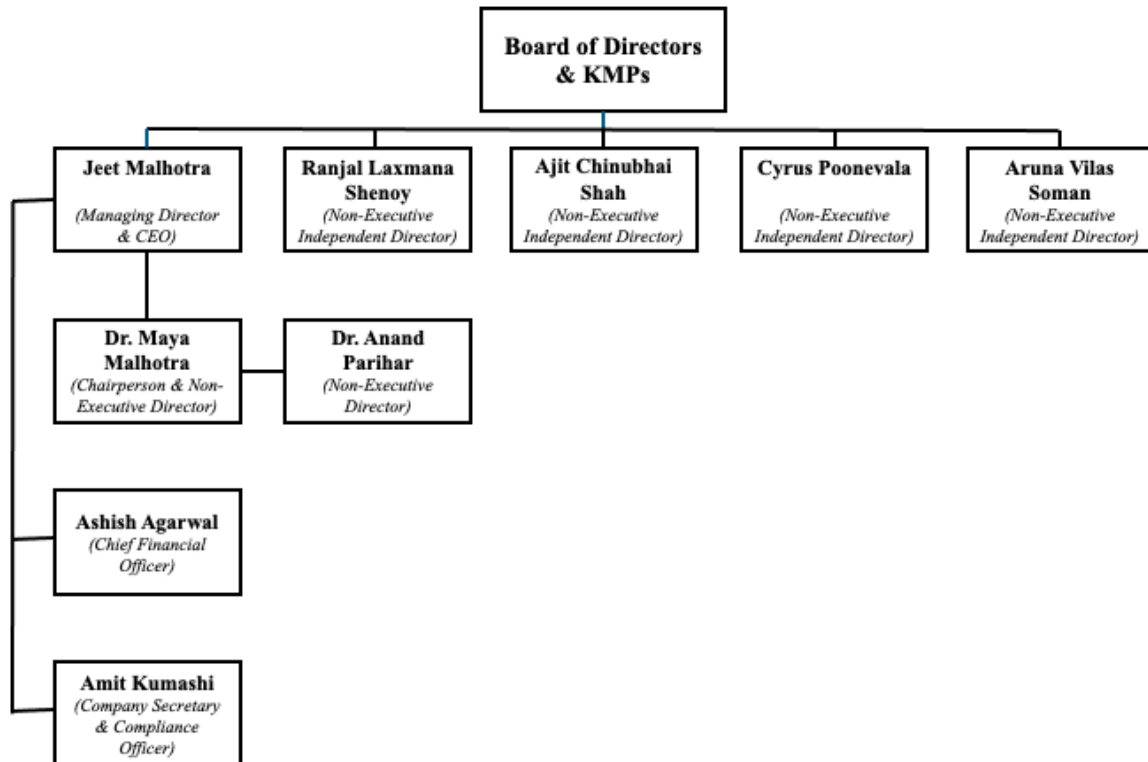 Board of Directors
& KMPs
Jeet Malhotra
(Managing Director
& CEO)
Ranjal Laxmana
Shenoy
(Non-Executive
Independent Director)
Ajit Chinubhai
Shah
(Non-Executive
Independent Director)
Cyrus Poonevala
(Non-Executive
Independent Director)
Aruna Vilas
Soman
(Non-Executive
Independent Director)
Dr. Maya
Malhotra
(Chairperson & Non-
Executive Director)
Dr. Anand
Parihar
(Non-Executive
Director)
Ashish Agarwal
(Chief Financial
Officer)
Amit Kumashi
(Company Secretary
& Compliance
Officer)